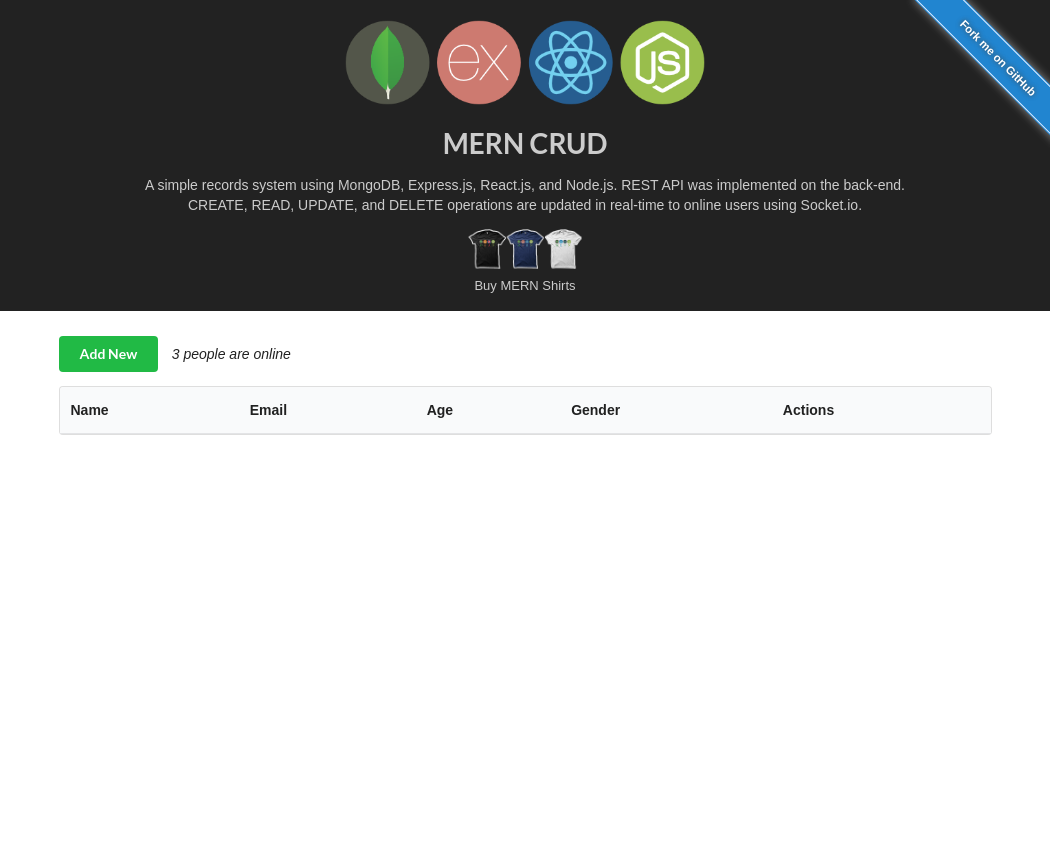 ex
JS
Fork me on GitHub
MERN CRUD
A simple records system using MongoDB, Express.js, React.js, and Node.js. REST API was implemented on the back-end.
CREATE, READ, UPDATE, and DELETE operations are updated in real-time to online users using Socket.io.
Buy MERN Shirts
Add New 3 people are online
Name Email Age Gender Actions